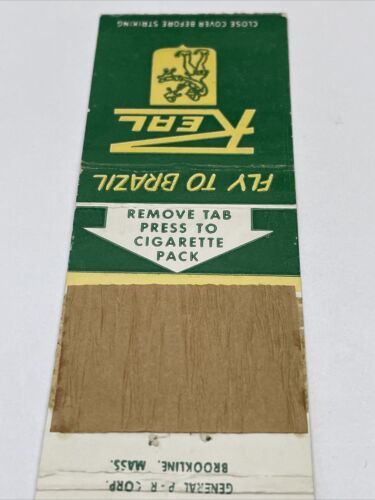 CLOSE COVER BEFORE STRIKING
REAL
FLY TO BRAZIL
REMOVE TAB
PRESS TO
CIGARETTE
PACK
GENERAL P-R CORP.
BROOKLINE, MASS.